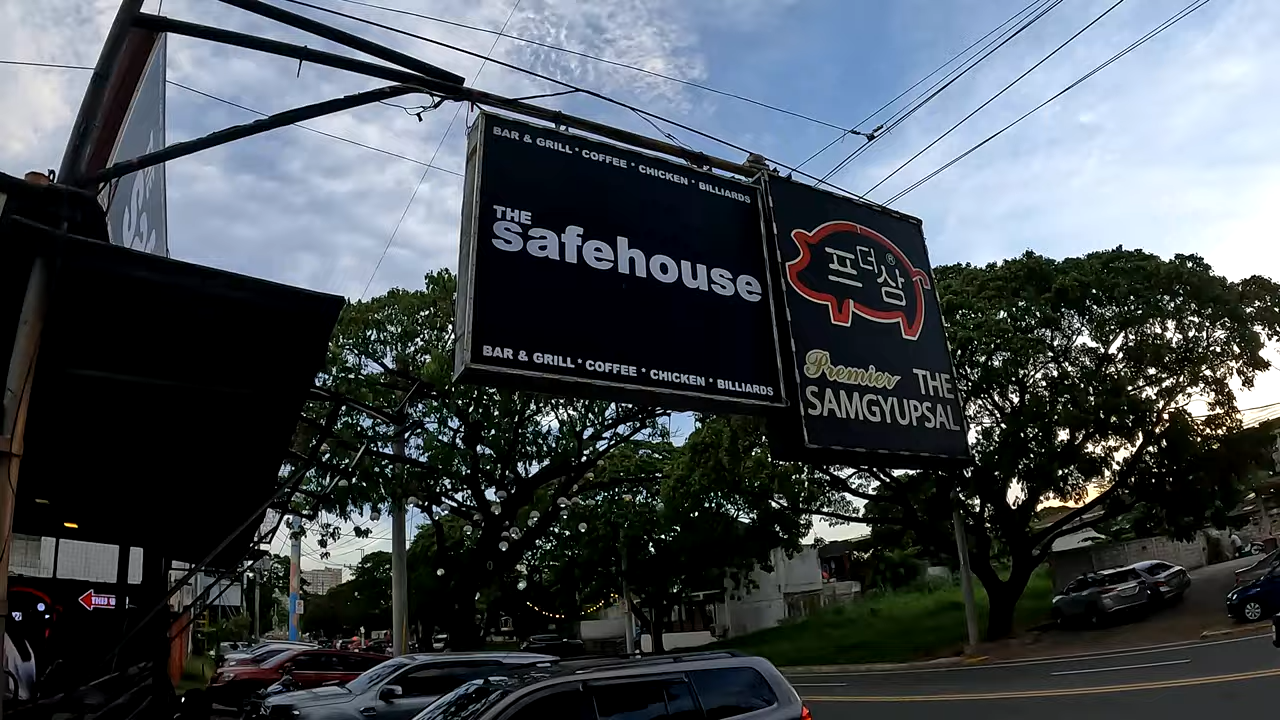 BAR & GRILL * COFFEE * CHICKEN * BILLIARDS
THE
safehouse
BAR & GRILL * COFFEE * CHICKEN * BILLIARDS
프더삼®
Premier THE
SAMGYUPSAL